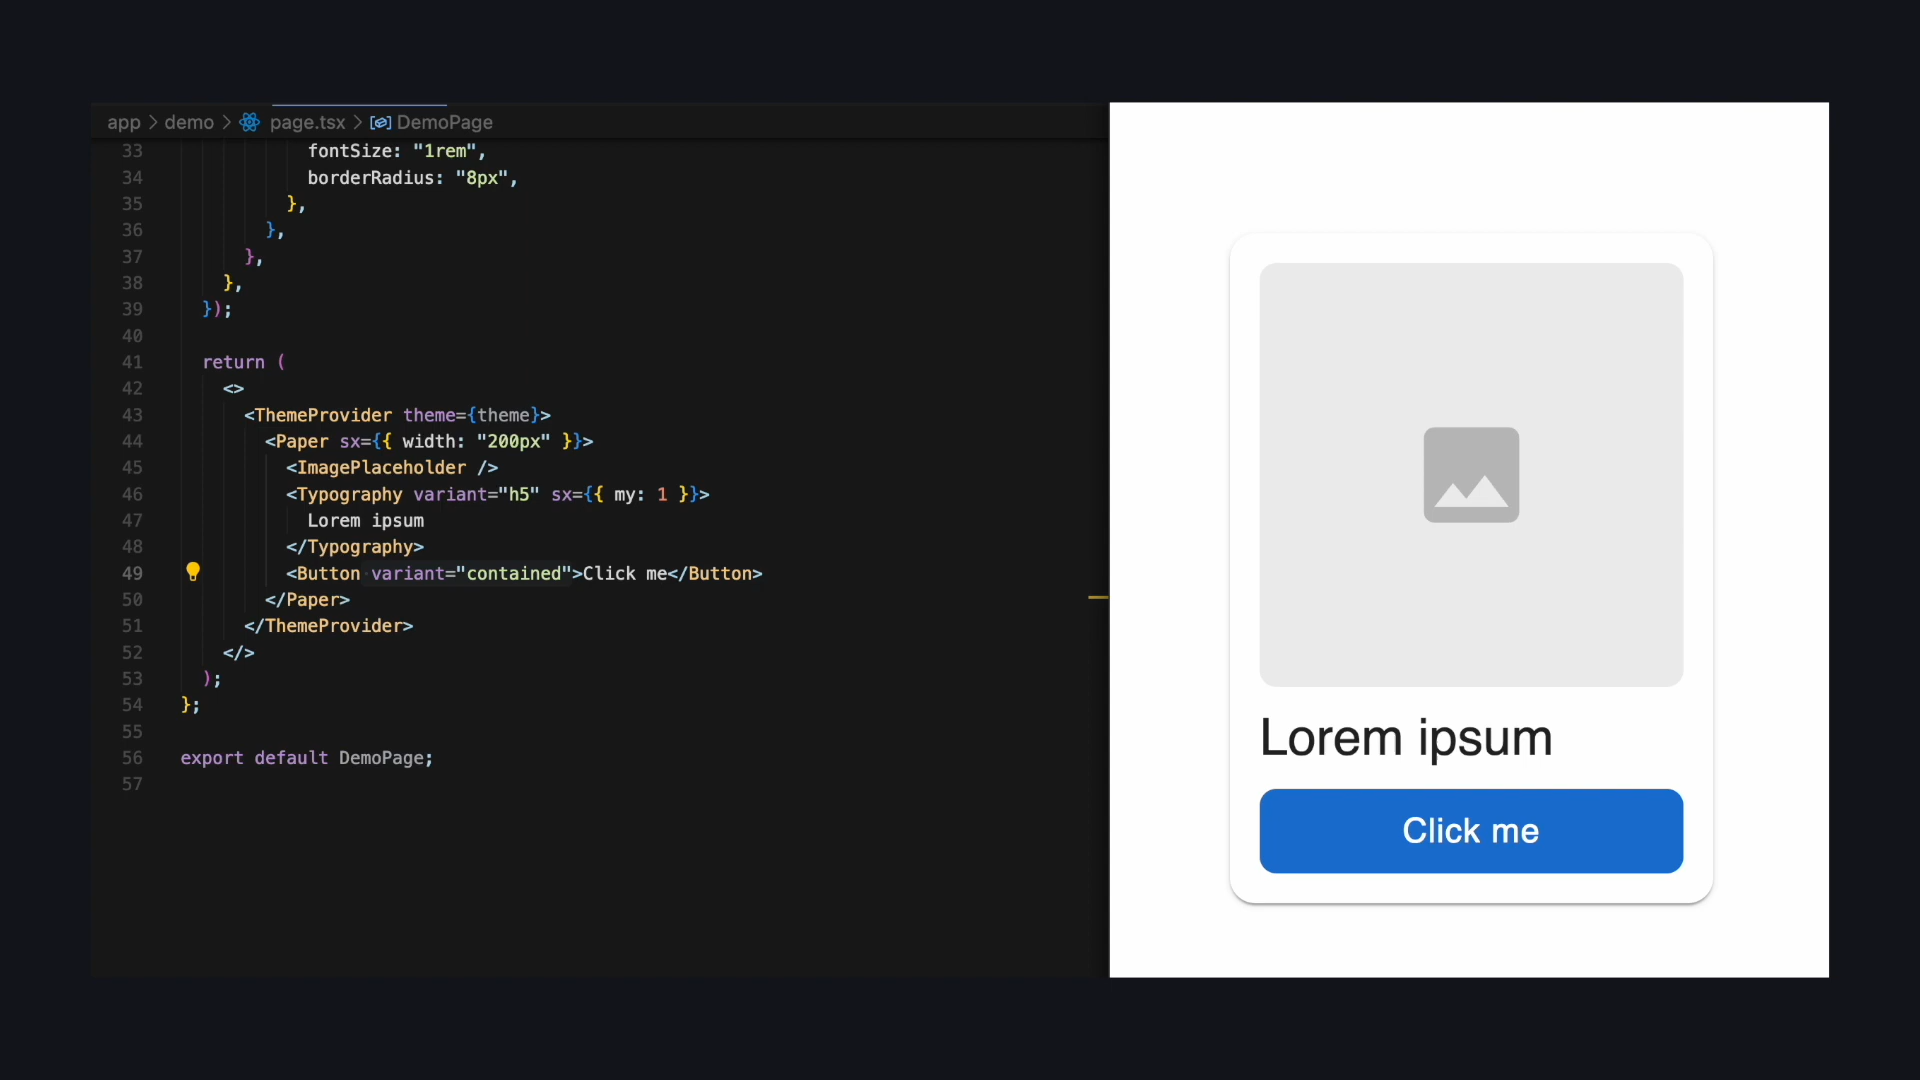 app > demo > page.tsx > DemoPage
33 fontSize: "1rem",
34 borderRadius: "8px",
35 },
36 },
37 },
38 },
39 });
40
41 return (
42 <>
43 <ThemeProvider theme={theme}>
44 <Paper sx={{ width: "200px" }}>
45 <ImagePlaceholder />
46 <Typography variant="h5" sx={{ my: 1 }}>
47 Lorem ipsum
48 </Typography>
49 <Button variant="contained">Click me</Button>
50 </Paper>
51 </ThemeProvider>
52 </>
53 );
54 };
55
56 export default DemoPage;
57
Lorem ipsum
Click me